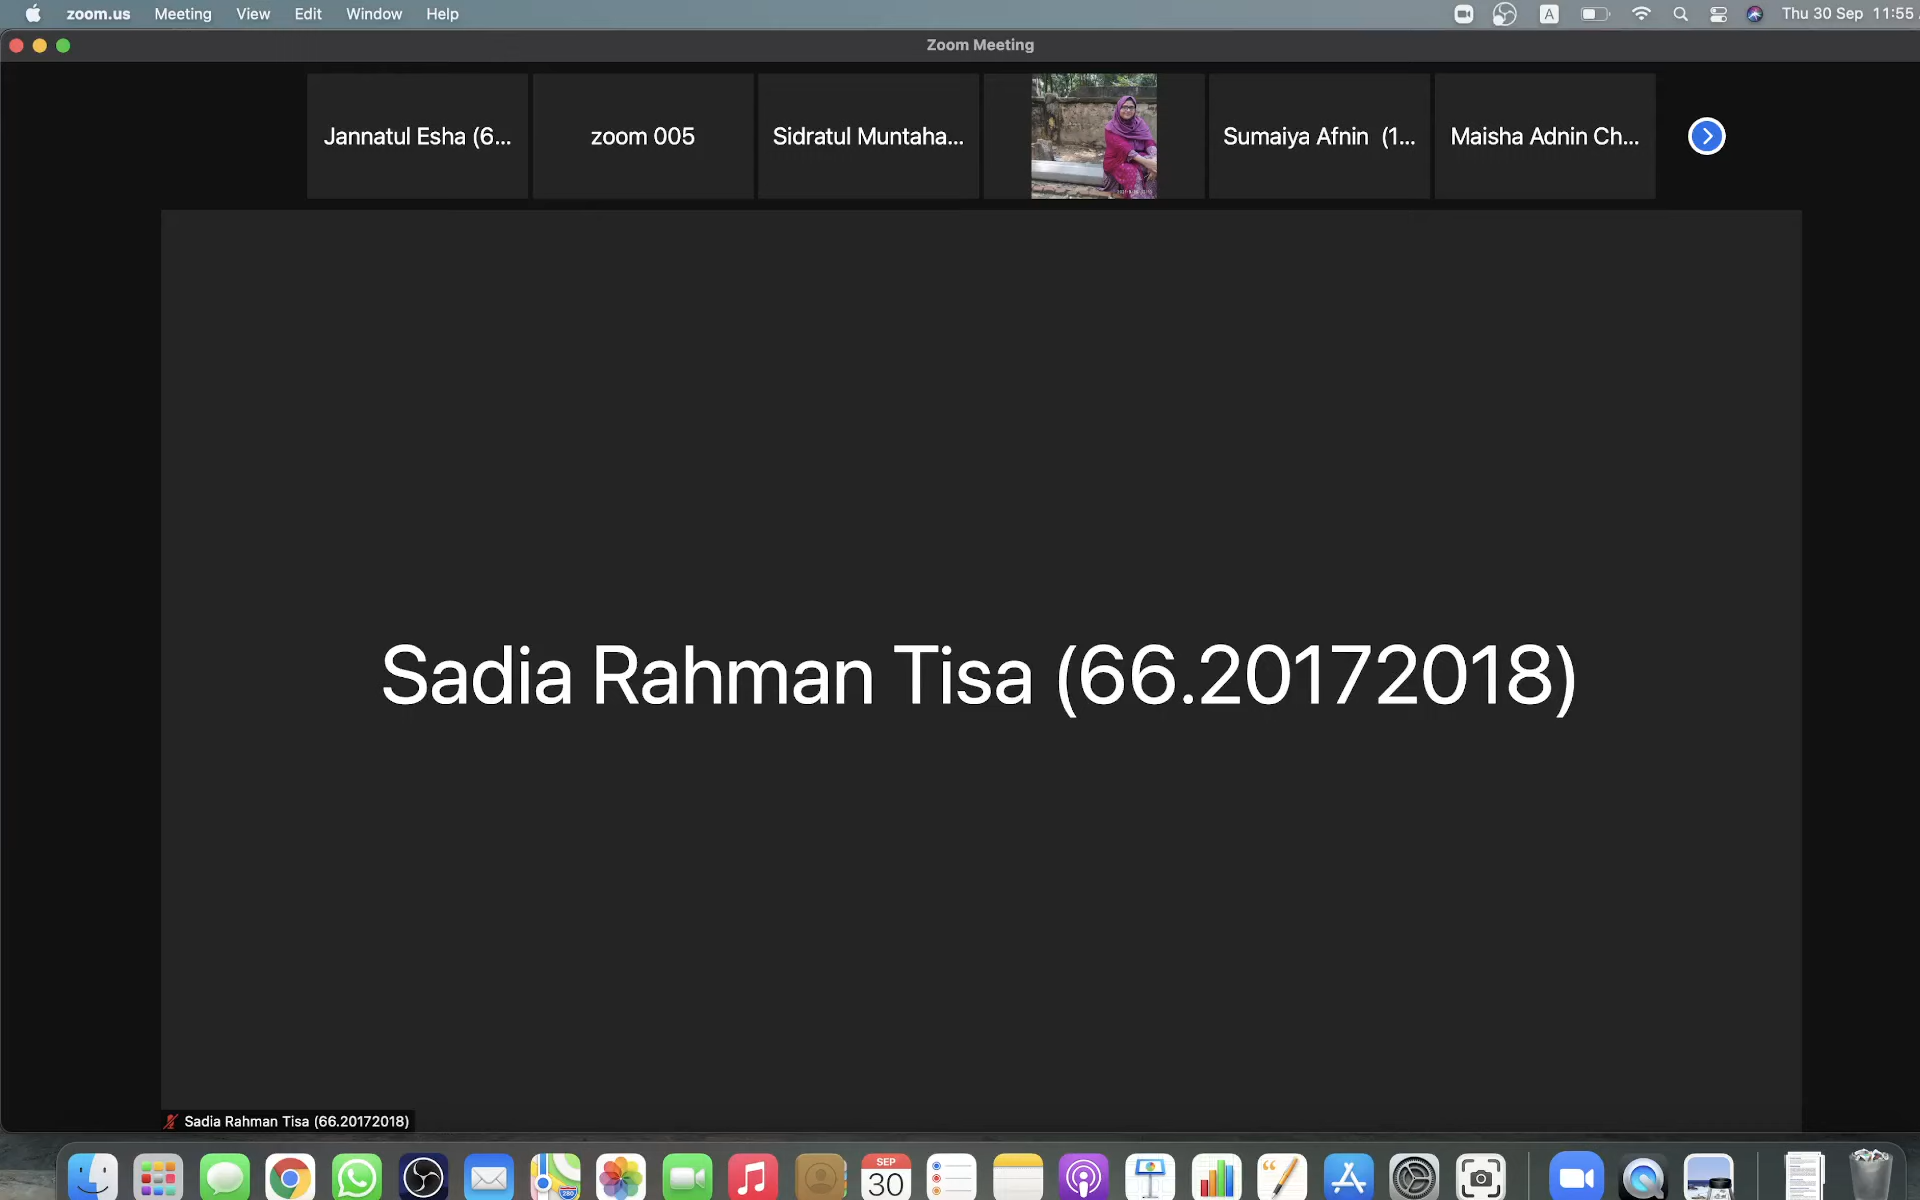 zoom.us Meeting View Edit Window Help A Thu 30 Sep 11:55
Zoom Meeting
Jannatul Esha (6... zoom 005 Sidratul Muntaha... Sumaiya Afnin (1... Maisha Adnin Ch...
Sadia Rahman Tisa (66.20172018)
Sadia Rahman Tisa (66.20172018)
SEP
30
280